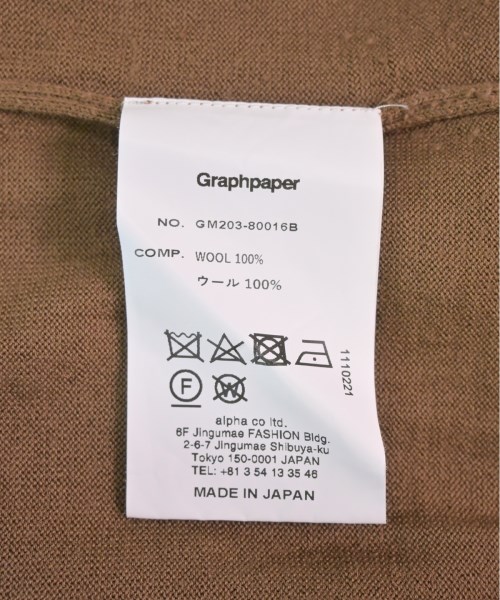 Graphpaper
NO. GM203-80016B
COMP. WOOL 100%
ウール 100%
1110221
F
W
alpha co ltd.
6F Jingumae FASHION Bldg.
2-6-7 Jingumae Shibuya-ku
Tokyo 150-0001 JAPAN
TEL: +81 3 54 13 35 46
MADE IN JAPAN